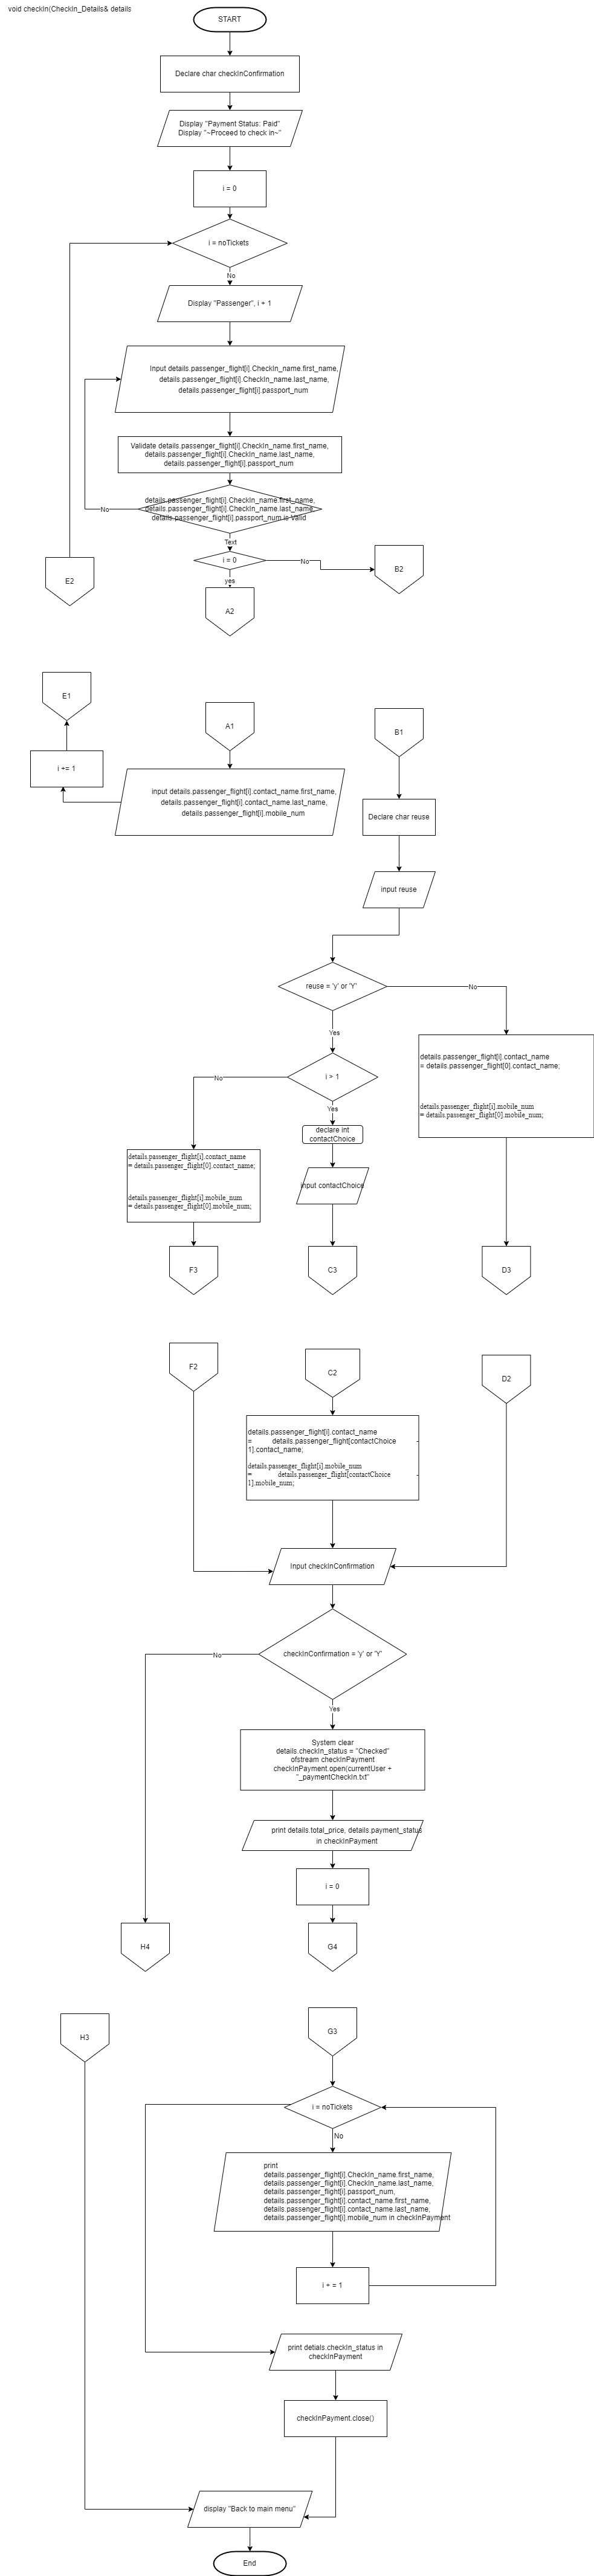 void checkIn(CheckIn_Details& details
START
Declare char checkInConfirmation
Display "Payment Status: Paid"
Display "~Proceed to check in~"
i = 0
i = noTickets
No
Display "Passenger", i + 1
Input details.passenger_flight[i].CheckIn_name.first_name,
details.passenger_flight[i].CheckIn_name.last_name,
details.passenger_flight[i].passport_num
Validate details.passenger_flight[i].CheckIn_name.first_name,
details.passenger_flight[i].CheckIn_name.last_name,
details.passenger_flight[i].passport_num
details.passenger_flight[i].CheckIn_name.first_name,
details.passenger_flight[i].CheckIn_name.last_name,
details.passenger_flight[i].passport_num is Valid
No
Text
i = 0
No
yes
B2
E2
A2
E1
A1
B1
i += 1
input details.passenger_flight[i].contact_name.first_name,
details.passenger_flight[i].contact_name.last_name,
details.passenger_flight[i].mobile_num
Declare char reuse
input reuse
reuse = 'y' or 'Y'
No
Yes
details.passenger_flight[i].contact_name
= details.passenger_flight[0].contact_name;
details.passenger_flight[i].mobile_num
= details.passenger_flight[0].mobile_num;
i > 1
No
Yes
declare int
contactChoice
details.passenger_flight[i].contact_name
= details.passenger_flight[0].contact_name;
details.passenger_flight[i].mobile_num
= details.passenger_flight[0].mobile_num;
input contactChoice
F3
C3
D3
F2
C2
D2
details.passenger_flight[i].contact_name
= details.passenger_flight[contactChoice -
1].contact_name;
details.passenger_flight[i].mobile_num
= details.passenger_flight[contactChoice -
1].mobile_num;
Input checkInConfirmation
checkInConfirmation = 'y' or 'Y'
No
Yes
System clear
details.checkIn_status = "Checked"
ofstream checkInPayment
checkInPayment.open(currentUser +
"_paymentCheckIn.txt"
print details.total_price, details.payment_status
in checkInPayment
i = 0
H4
G4
H3
G3
i = noTickets
No
print
details.passenger_flight[i].CheckIn_name.first_name,
details.passenger_flight[i].CheckIn_name.last_name,
details.passenger_flight[i].passport_num,
details.passenger_flight[i].contact_name.first_name,
details.passenger_flight[i].contact_name.last_name,
details.passenger_flight[i].mobile_num in checkInPayment
i + = 1
print detials.checkIn_status in
checkInPayment
checkInPayment.close()
display "Back to main menu"
End